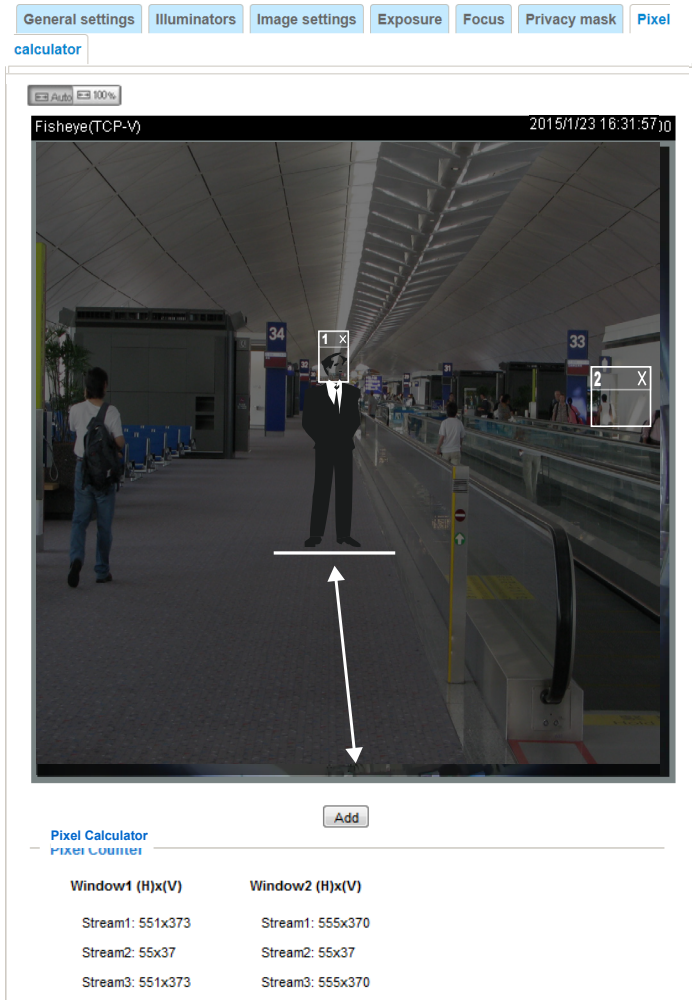 General settings Illuminators Image settings Exposure Focus Privacy mask Pixel
calculator
Auto 100%
Fisheye(TCP-V) 2015/1/23 16:31:57
34
33
32
31
1 X
2 X
Add
Pixel Calculator
Pixel Counter
Window1 (H)x(V) Window2 (H)x(V)
Stream1: 551x373 Stream1: 555x370
Stream2: 55x37 Stream2: 55x37
Stream3: 551x373 Stream3: 555x370